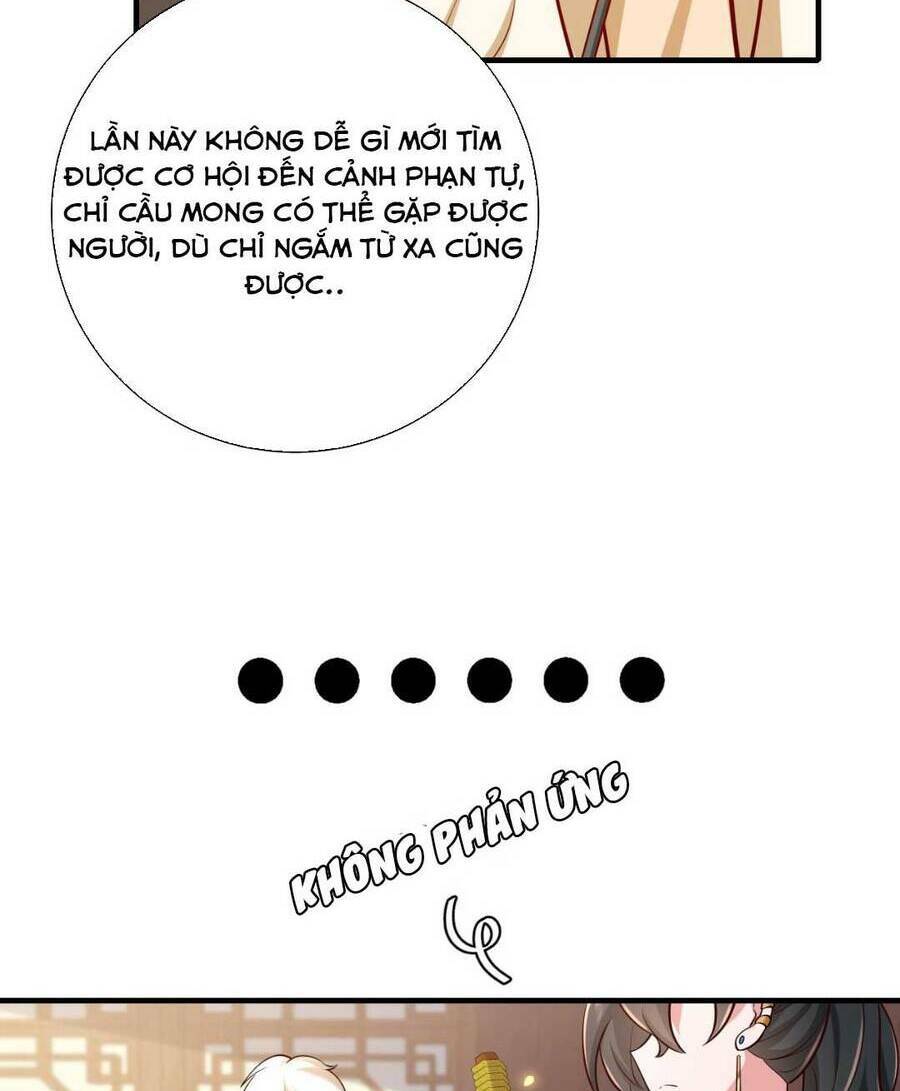 LẦN NÀY KHÔNG DỄ GÌ MỚI TÌM
ĐƯỢC CƠ HỘI ĐẾN CẢNH PHẠN TỰ,
CHỈ CẦU MONG CÓ THỂ GẶP ĐƯỢC
NGƯỜI, DÙ CHỈ NGẮM TỪ XA CŨNG
ĐƯỢC..
KHÔNG PHẢN ỨNG